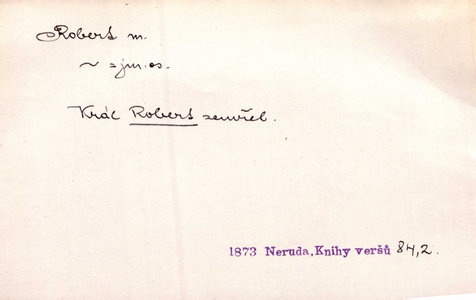 Robert m.
~ = jm. os.
Král Robert zemřel.
1873 Neruda, Knihy veršů 84,2.